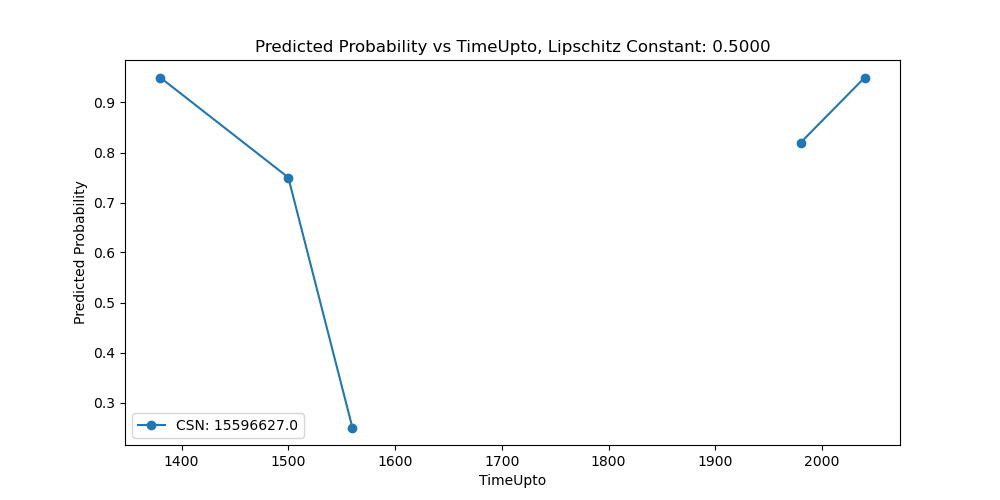 Predicted Probability vs TimeUpto, Lipschitz Constant: 0.5000
Predicted Probability
0.9
0.8
0.7
0.6
0.5
0.4
0.3
CSN: 15596627.0
1400 1500 1600 1700 1800 1900 2000
TimeUpto